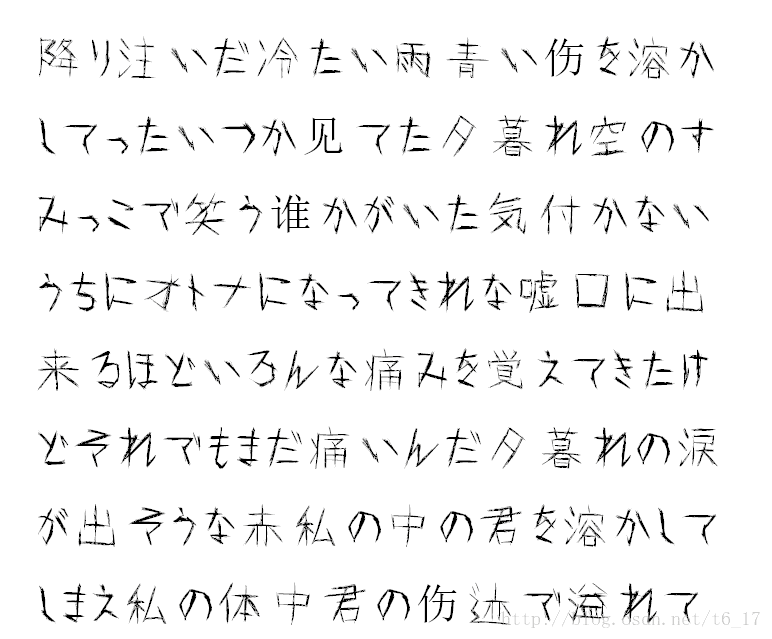 降り注いだ冷たい雨青い伤を溶か
してったいつか见てた夕暮れ空のす
みっこで笑う谁かがいた気付かない
うちにオトナになってきれな嘘口に出
来るほどいろんな痛みを覚えてきたけ
どそれでもまだ痛いんだ夕暮れの涙
が出そうな赤私の中の君を溶かして
しまえ私の体中君の伤迹で溢れて
http://blog.csdn.net/t6_17